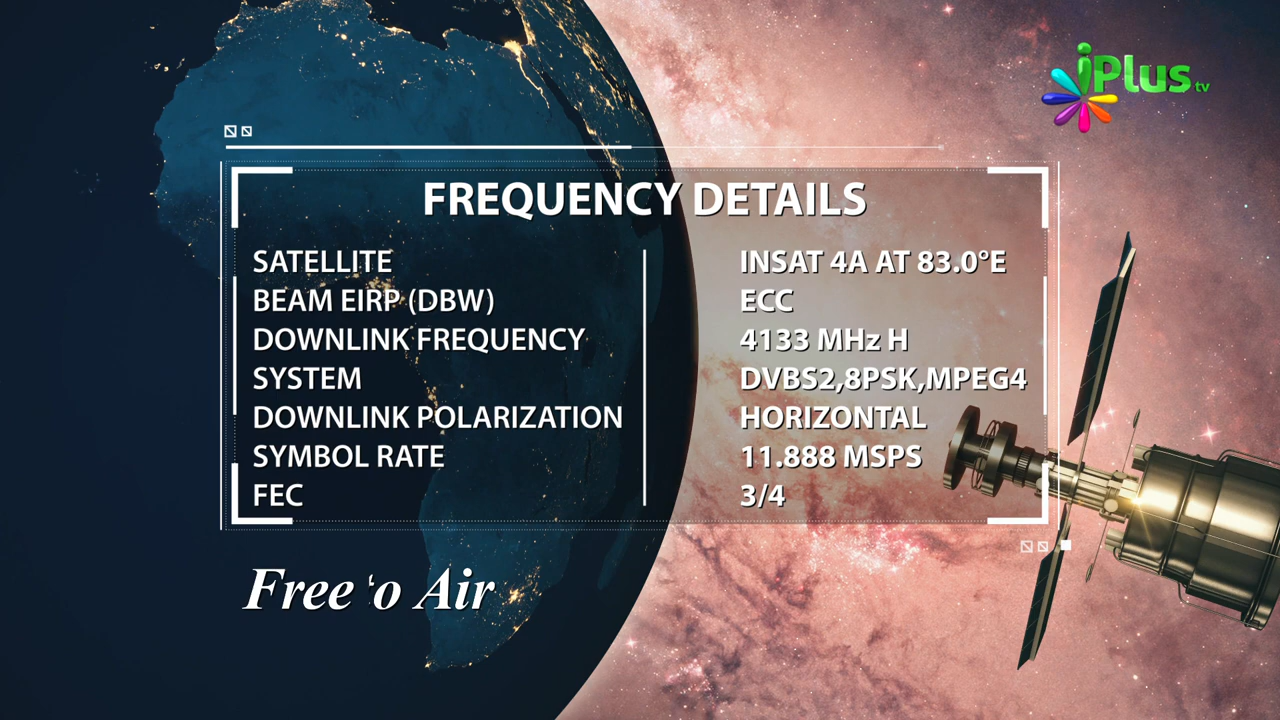 iPlus tv
FREQUENCY DETAILS
SATELLITE INSAT 4A AT 83.0°E
BEAM EIRP (DBW) ECC
DOWNLINK FREQUENCY 4133 MHz H
SYSTEM DVBS2,8PSK,MPEG4
DOWNLINK POLARIZATION HORIZONTAL
SYMBOL RATE 11.888 MSPS
FEC 3/4
Free Air